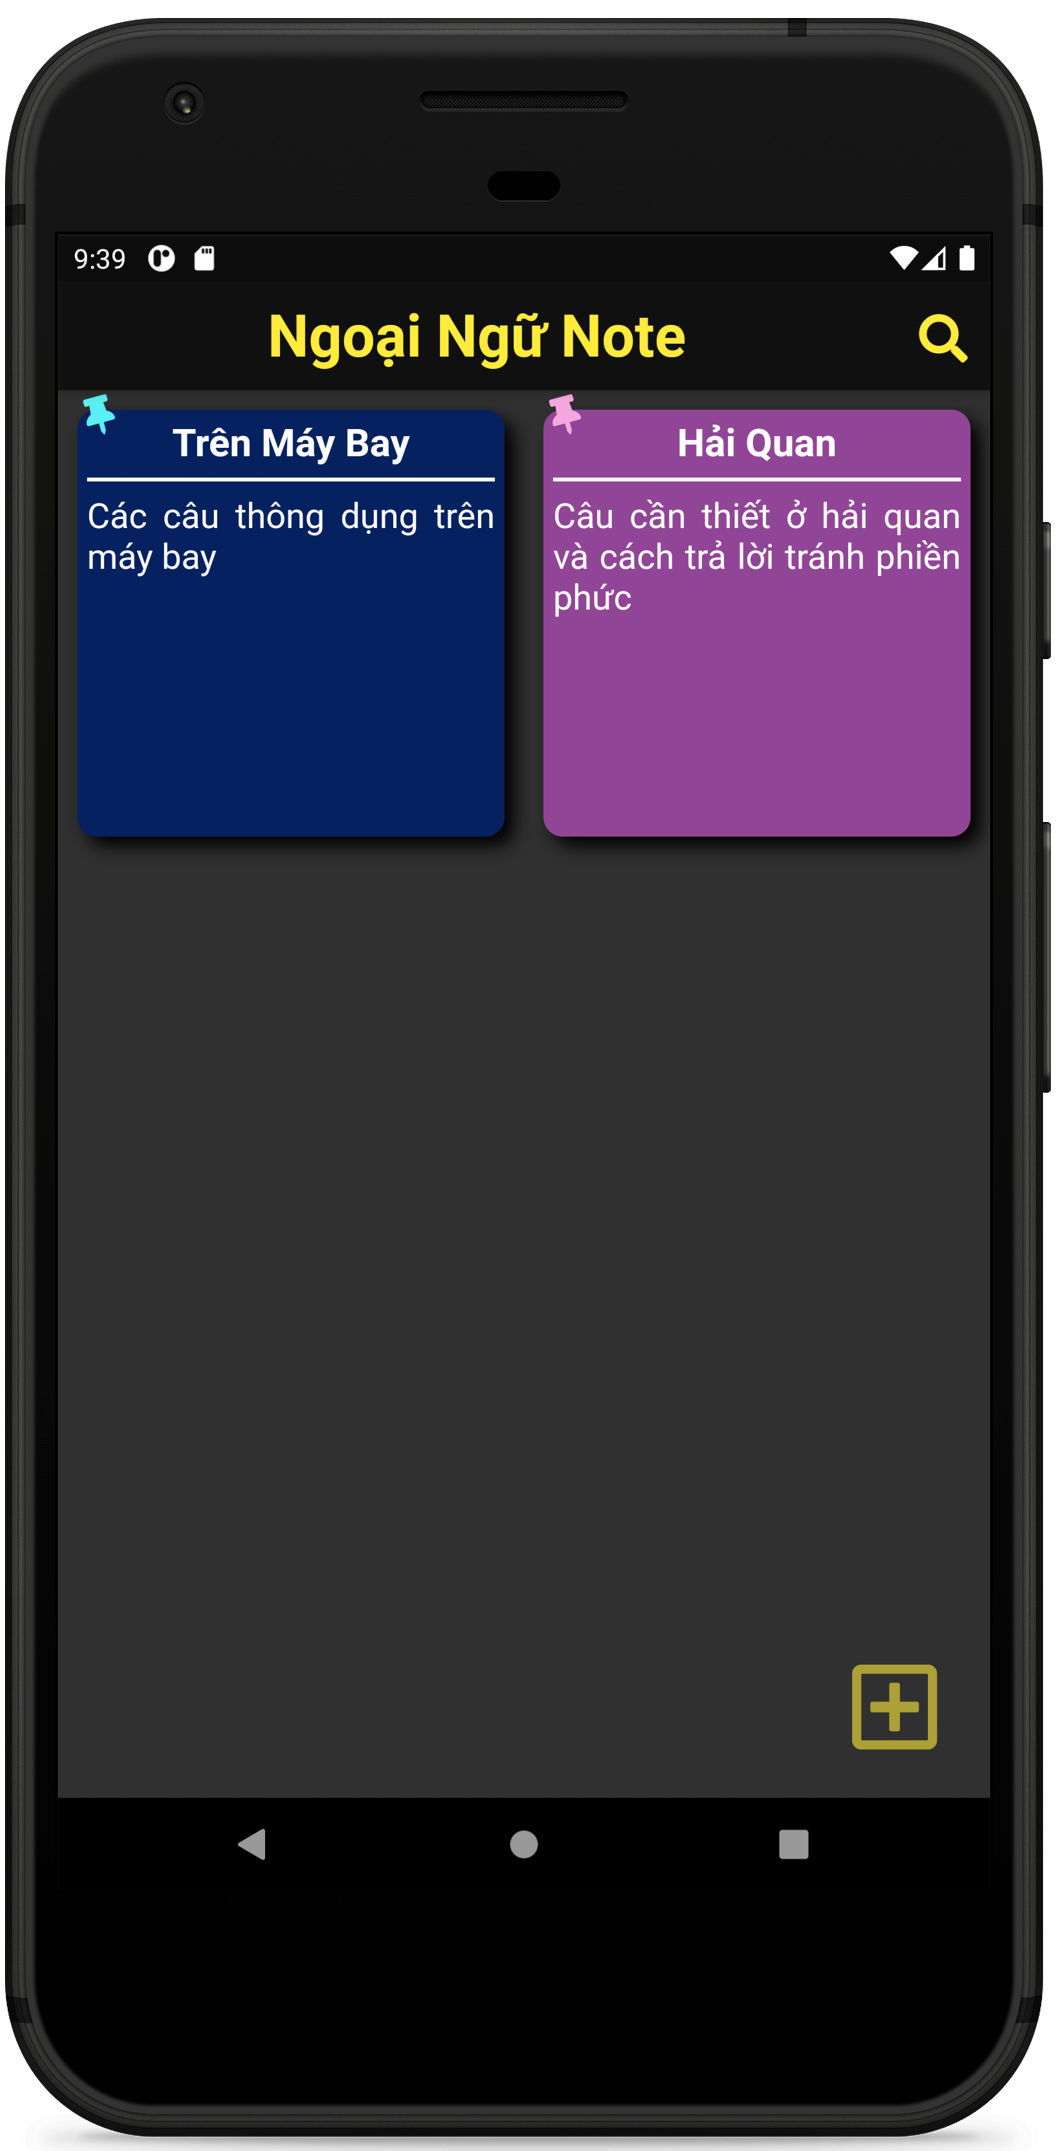 9:39
Ngoại Ngữ Note
Trên Máy Bay
Các câu thông dụng trên
máy bay
Hải Quan
Câu cần thiết ở hải quan
và cách trả lời tránh phiền
phức